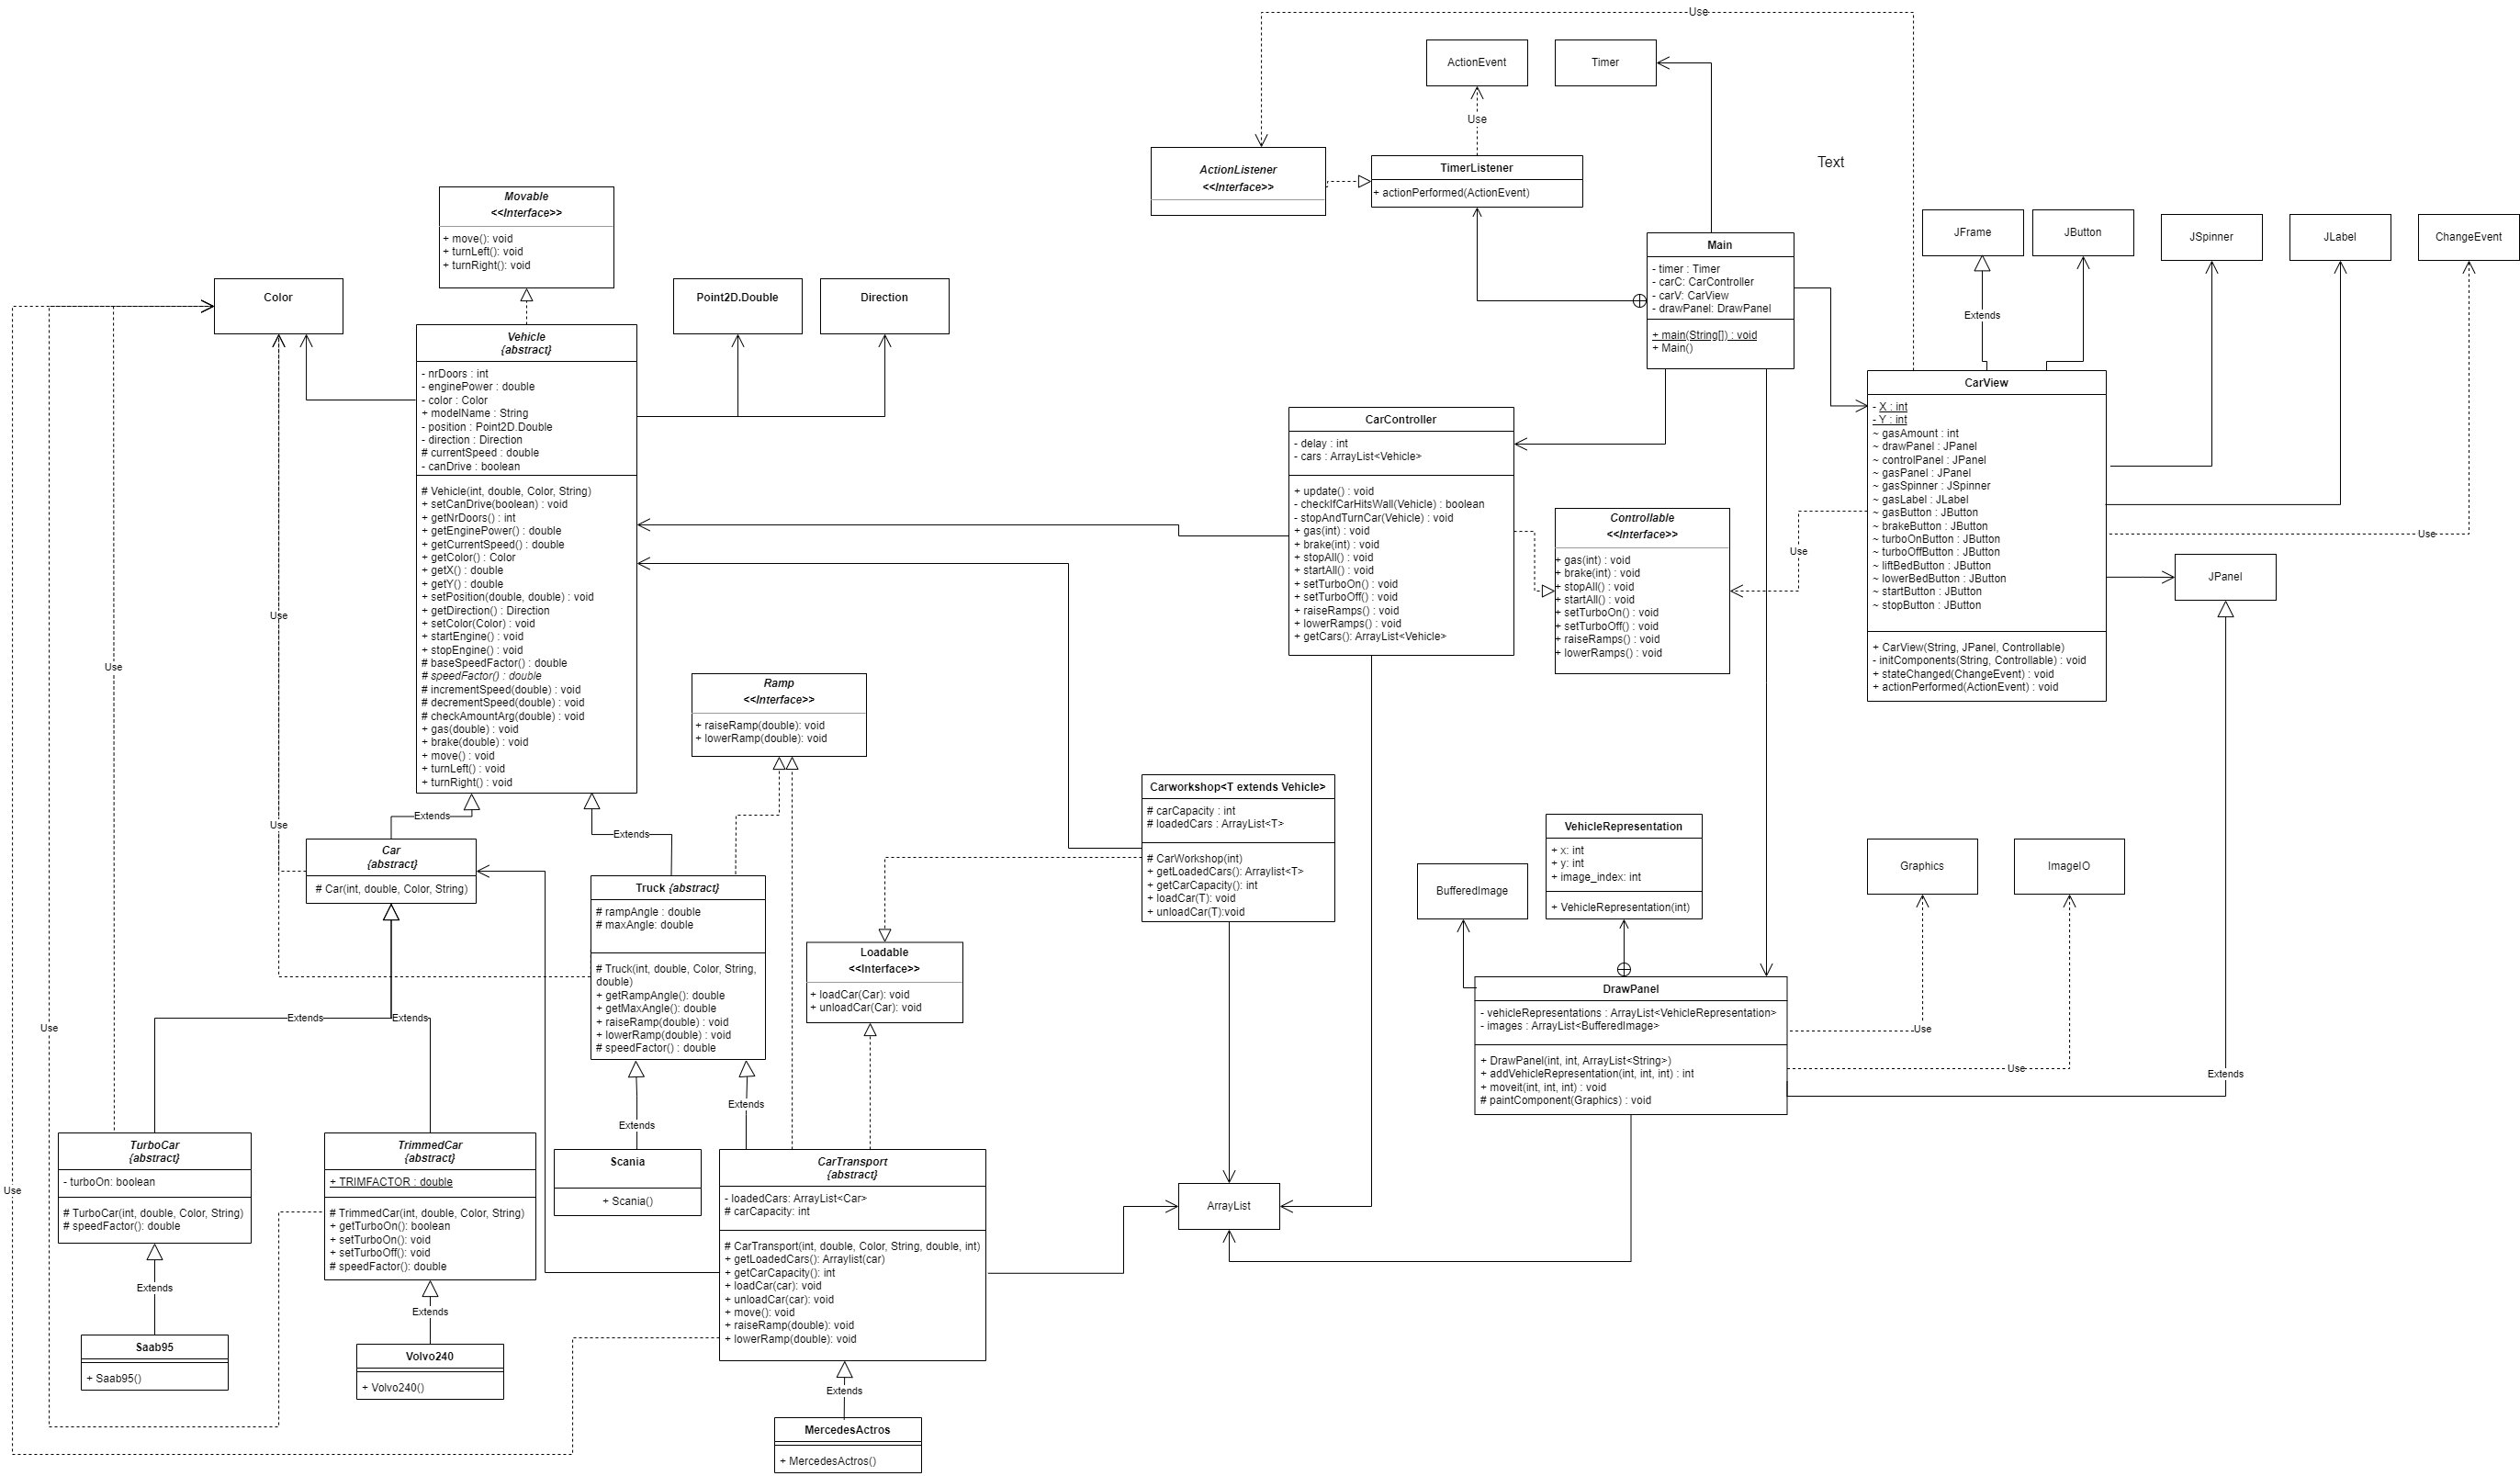 Use
ActionEvent
Timer
Use
ActionListener
<<Interface>>
TimerListener
+ actionPerformed(ActionEvent)
Text
Movable
<<Interface>>
+ move(): void
+ turnLeft(): void
+ turnRight(): void
Main
- timer : Timer
- carC: CarController
- carV: CarView
- drawPanel: DrawPanel
+ main(String[]) : void
+ Main()
JFrame
JButton
JSpinner
JLabel
ChangeEvent
Extends
Color
Point2D.Double
Direction
Vehicle
{abstract}
- nrDoors : int
- enginePower : double
- color : Color
+ modelName : String
- position : Point2D.Double
- direction : Direction
# currentSpeed : double
- canDrive : boolean
# Vehicle(int, double, Color, String)
+ setCanDrive(boolean) : void
+ getNrDoors() : int
+ getEnginePower() : double
+ getCurrentSpeed() : double
+ getColor() : Color
+ getX() : double
+ getY() : double
+ setPosition(double, double) : void
+ getDirection() : Direction
+ setColor(Color) : void
+ startEngine() : void
+ stopEngine() : void
# baseSpeedFactor() : double
# speedFactor() : double
# incrementSpeed(double) : void
# decrementSpeed(double) : void
# checkAmountArg(double) : void
+ gas(double) : void
+ brake(double) : void
+ move() : void
+ turnLeft() : void
+ turnRight() : void
CarController
- delay : int
- cars : ArrayList<Vehicle>
+ update() : void
- checkIfCarHitsWall(Vehicle) : boolean
- stopAndTurnCar(Vehicle) : void
+ gas(int) : void
+ brake(int) : void
+ stopAll() : void
+ startAll() : void
+ setTurboOn() : void
+ setTurboOff() : void
+ raiseRamps() : void
+ lowerRamps() : void
+ getCars(): ArrayList<Vehicle>
Controllable
<<Interface>>
+ gas(int) : void
+ brake(int) : void
+ stopAll() : void
+ startAll() : void
+ setTurboOn() : void
+ setTurboOff() : void
+ raiseRamps() : void
+ lowerRamps() : void
Use
CarView
- X : int
- Y : int
~ gasAmount : int
~ drawPanel : JPanel
~ controlPanel : JPanel
~ gasPanel : JPanel
~ gasSpinner : JSpinner
~ gasLabel : JLabel
~ gasButton : JButton
~ brakeButton : JButton
~ turboOnButton : JButton
~ turboOffButton : JButton
~ liftBedButton : JButton
~ lowerBedButton : JButton
~ startButton : JButton
~ stopButton : JButton
+ CarView(String, JPanel, Controllable)
- initComponents(String, Controllable) : void
+ stateChanged(ChangeEvent) : void
+ actionPerformed(ActionEvent) : void
Use
JPanel
Use
Use
Ramp
<<Interface>>
+ raiseRamp(double): void
+ lowerRamp(double): void
Use
Extends
Extends
Car
{abstract}
# Car(int, double, Color, String)
Truck {abstract}
# rampAngle : double
# maxAngle: double
# Truck(int, double, Color, String,
double)
+ getRampAngle(): double
+ getMaxAngle(): double
+ raiseRamp(double) : void
+ lowerRamp(double) : void
# speedFactor() : double
Carworkshop<T extends Vehicle>
# carCapacity : int
# loadedCars : ArrayList<T>
# CarWorkshop(int)
+ getLoadedCars(): Arraylist<T>
+ getCarCapacity(): int
+ loadCar(T): void
+ unloadCar(T):void
Loadable
<<Interface>>
+ loadCar(Car): void
+ unloadCar(Car): void
VehicleRepresentation
+ x: int
+ y: int
+ image_index: int
+ VehicleRepresentation(int)
BufferedImage
Graphics
ImageIO
DrawPanel
- vehicleRepresentations : ArrayList<VehicleRepresentation>
- images : ArrayList<BufferedImage>
+ DrawPanel(int, int, ArrayList<String>)
+ addVehicleRepresentation(int, int, int) : int
+ moveit(int, int, int) : void
# paintComponent(Graphics) : void
Use
Use
Extends
Extends
Extends
Use
Extends
Extends
Use
TurboCar
{abstract}
- turboOn: boolean
# TurboCar(int, double, Color, String)
# speedFactor(): double
TrimmedCar
{abstract}
+ TRIMFACTOR : double
# TrimmedCar(int, double, Color, String)
+ getTurboOn(): boolean
+ setTurboOn(): void
+ setTurboOff(): void
# speedFactor(): double
Scania
+ Scania()
CarTransport
{abstract}
- loadedCars: ArrayList<Car>
# carCapacity: int
# CarTransport(int, double, Color, String, double, int)
+ getLoadedCars(): Arraylist(car)
+ getCarCapacity(): int
+ loadCar(car): void
+ unloadCar(car): void
+ move(): void
+ raiseRamp(double): void
+ lowerRamp(double): void
ArrayList
Extends
Extends
Saab95
+ Saab95()
Volvo240
+ Volvo240()
Extends
MercedesActros
+ MercedesActros()